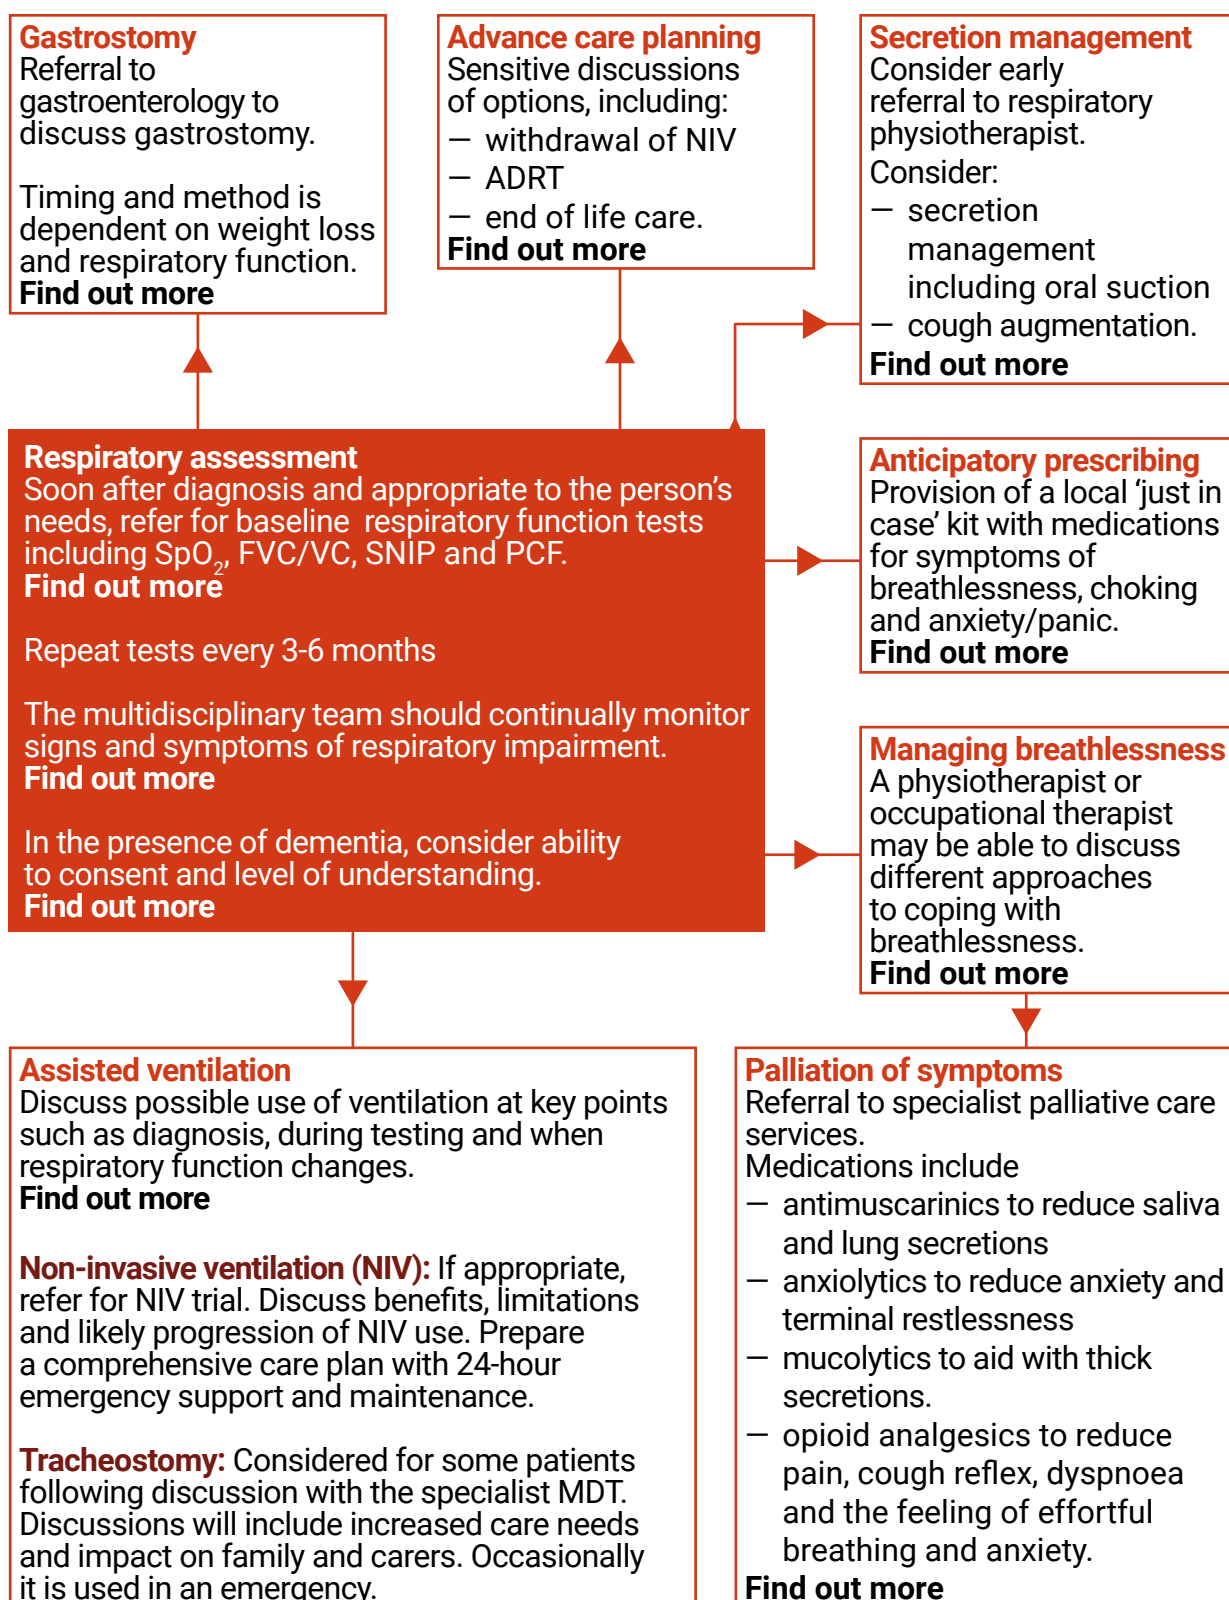 Gastrostomy
Referral to
gastroenterology to
discuss gastrostomy.
Timing and method is
dependent on weight loss
and respiratory function.
Find out more
Advance care planning
Sensitive discussions
of options, including:
— withdrawal of NIV
— ADRT
— end of life care.
Find out more
Secretion management
Consider early
referral to respiratory
physiotherapist.
Consider:
— secretion
management
including oral suction
— cough augmentation.
Find out more
Respiratory assessment
Soon after diagnosis and appropriate to the person’s
needs, refer for baseline  respiratory function tests
including SpO₂, FVC/VC, SNIP and PCF.
Find out more
Repeat tests every 3-6 months
The multidisciplinary team should continually monitor
signs and symptoms of respiratory impairment.
Find out more
In the presence of dementia, consider ability
to consent and level of understanding.
Find out more
Anticipatory prescribing
Provision of a local ‘just in
case’ kit with medications
for symptoms of
breathlessness, choking
and anxiety/panic.
Find out more
Managing breathlessness
A physiotherapist or
occupational therapist
may be able to discuss
different approaches
to coping with
breathlessness.
Find out more
Assisted ventilation
Discuss possible use of ventilation at key points
such as diagnosis, during testing and when
respiratory function changes.
Find out more
Non-invasive ventilation (NIV): If appropriate,
refer for NIV trial. Discuss benefits, limitations
and likely progression of NIV use. Prepare
a comprehensive care plan with 24-hour
emergency support and maintenance.
Tracheostomy: Considered for some patients
following discussion with the specialist MDT.
Discussions will include increased care needs
and impact on family and carers. Occasionally
it is used in an emergency.
Palliation of symptoms
Referral to specialist palliative care
services.
Medications include
— antimuscarinics to reduce saliva
and lung secretions
— anxiolytics to reduce anxiety and
terminal restlessness
— mucolytics to aid with thick
secretions.
— opioid analgesics to reduce
pain, cough reflex, dyspnoea
and the feeling of effortful
breathing and anxiety.
Find out more